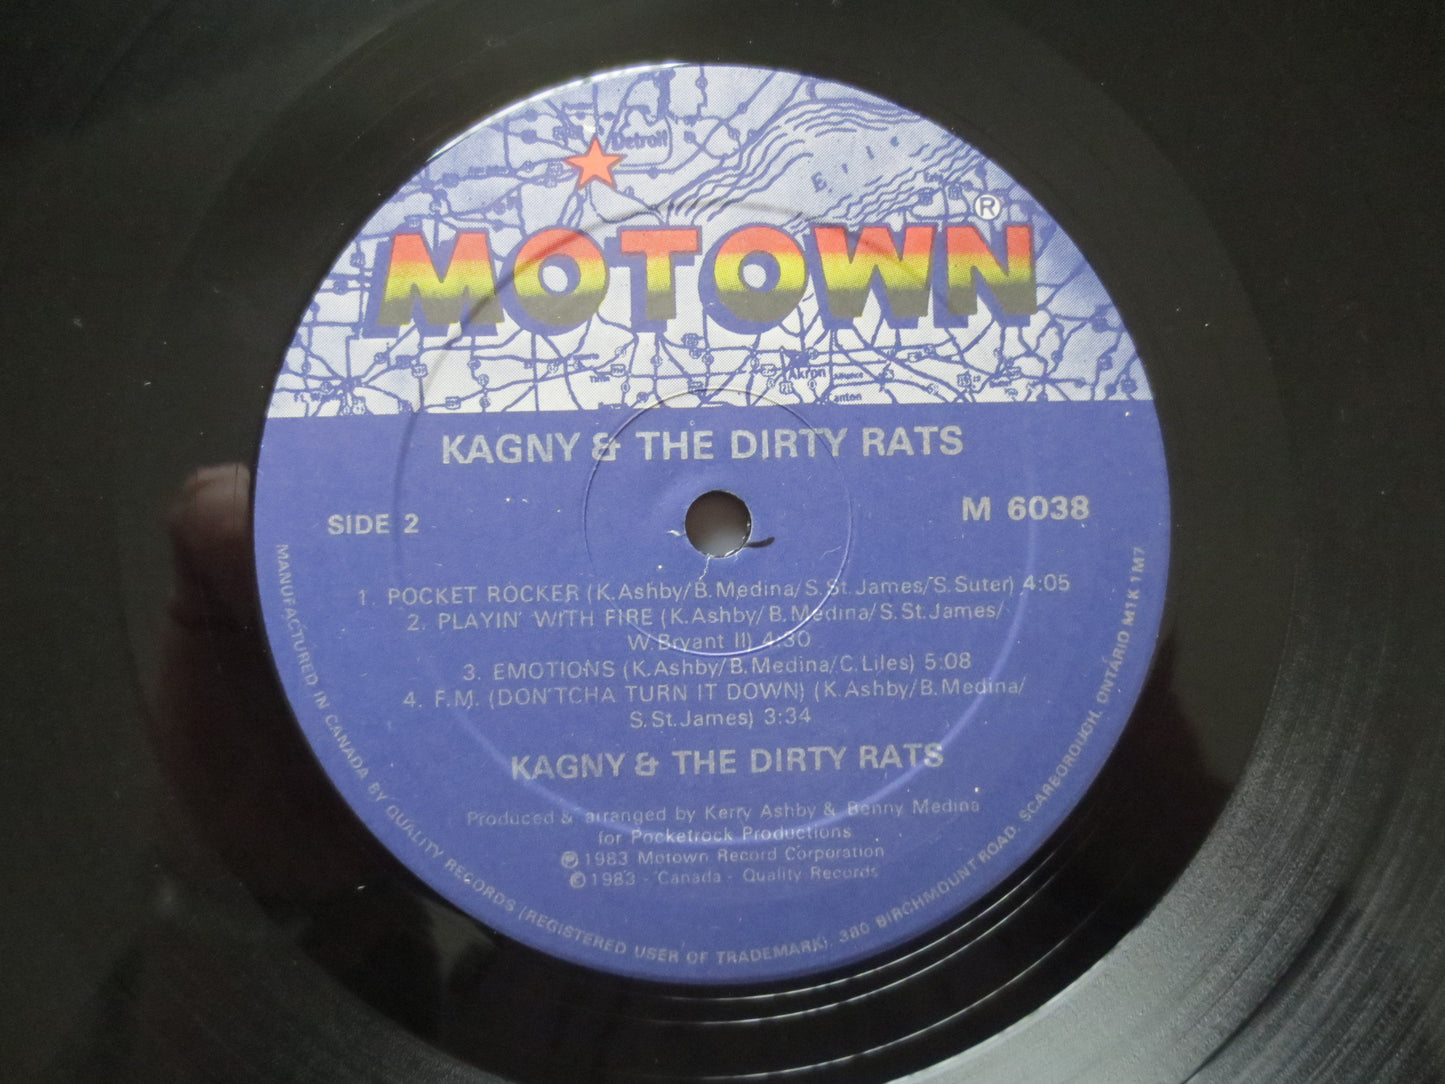 Detroit
Erie
®
MOTOWN
Akron
KAGNY & THE DIRTY RATS
SIDE 2
M 6038
1. POCKET ROCKER (K. Ashby/B. Medina/S. St. James/S. Suter) 4:05
2. PLAYIN' WITH FIRE (K. Ashby/B. Medina/S. St. James/
W. Bryant II) 4:30
3. EMOTIONS (K. Ashby/B. Medina/C. Liles) 5:08
4. F.M. (DON'TCHA TURN IT DOWN) (K. Ashby/B. Medina/
S. St. James) 3:34
KAGNY & THE DIRTY RATS
Produced & arranged by Kerry Ashby & Benny Medina
for Pocketrock Productions
℗ 1983 Motown Record Corporation
© 1983 - Canada - Quality Records
MANUFACTURED IN CANADA BY QUALITY RECORDS (REGISTERED USER OF TRADEMARK), 380 BIRCHMOUNT ROAD, SCARBOROUGH, ONTARIO M1K 1M7